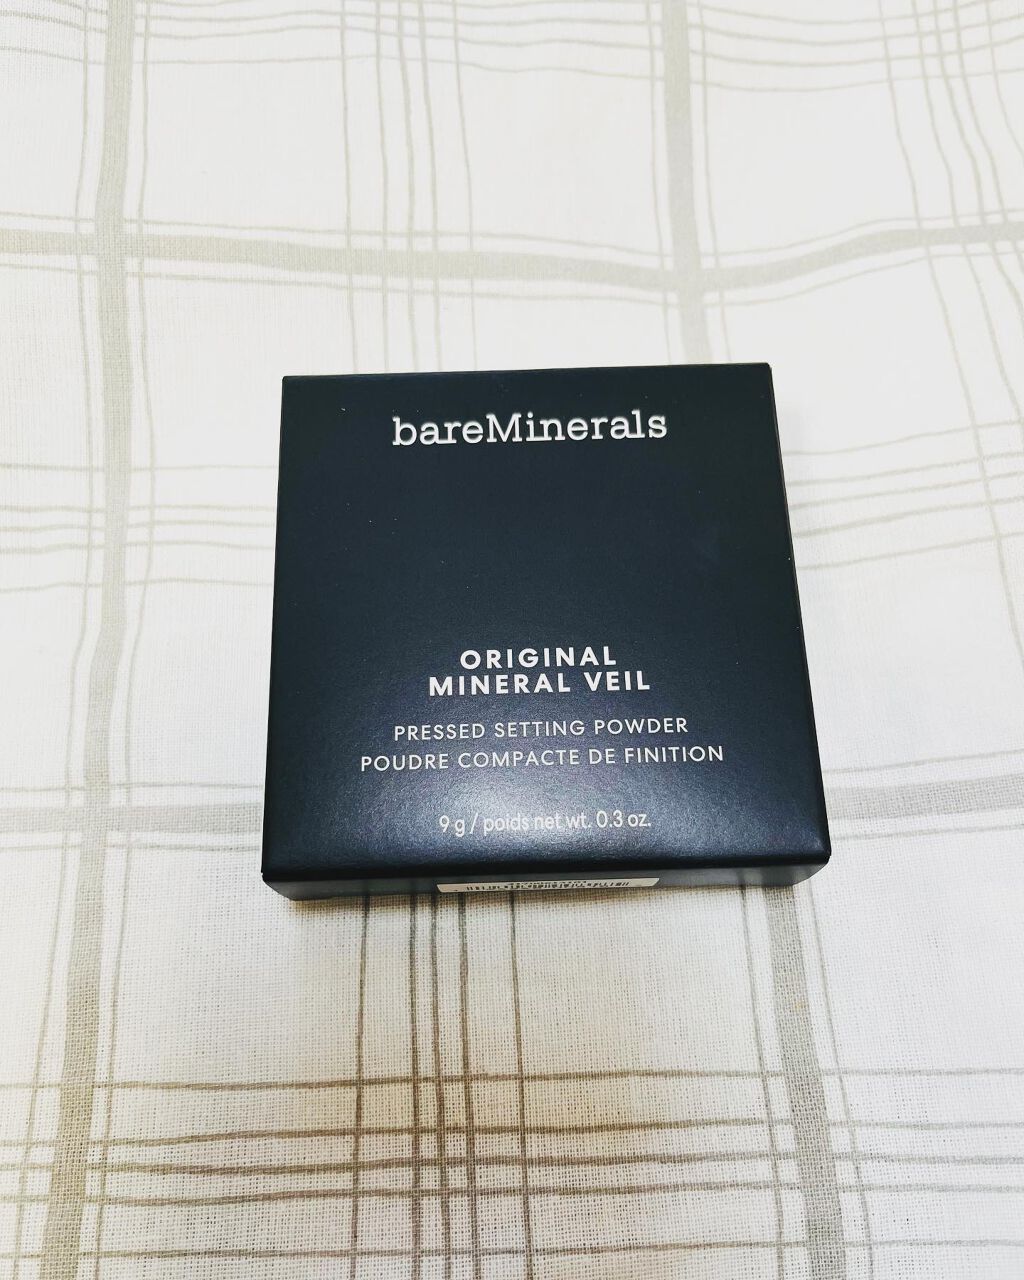 bareMinerals
ORIGINAL
MINERAL VEIL
PRESSED SETTING POWDER
POUDRE COMPACTE DE FINITION
9 g / poids net wt. 0.3 oz.